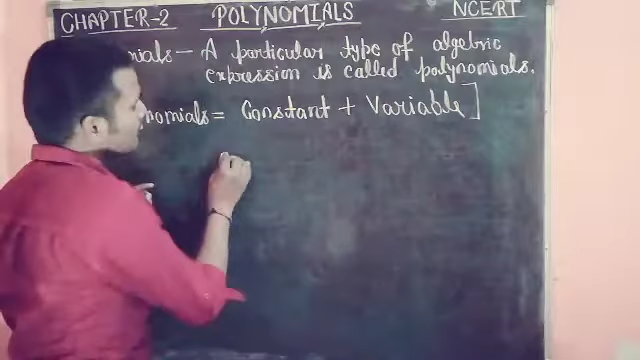 CHAPTER-2 POLYNOMIALS NCERT
nials - A particular type of algebric
expression is called polynomials.
nomials = Constant + Variable]